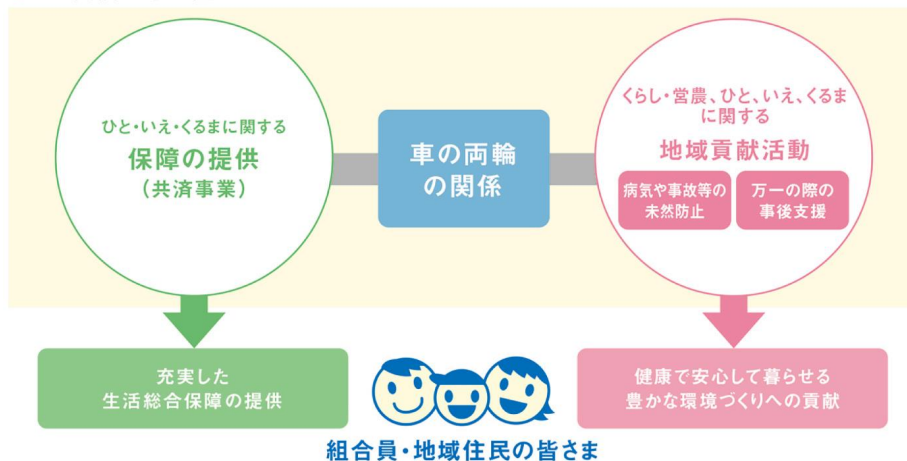 ひと・いえ・くるまに関する
保障の提供
(共済事業)
車の両輪
の関係
くらし・営農、ひと、いえ、くるま
に関する
地域貢献活動
病気や事故等の
未然防止
万一の際の
事後支援
充実した
生活総合保障の提供
健康で安心して暮らせる
豊かな環境づくりへの貢献
組合員・地域住民の皆さま